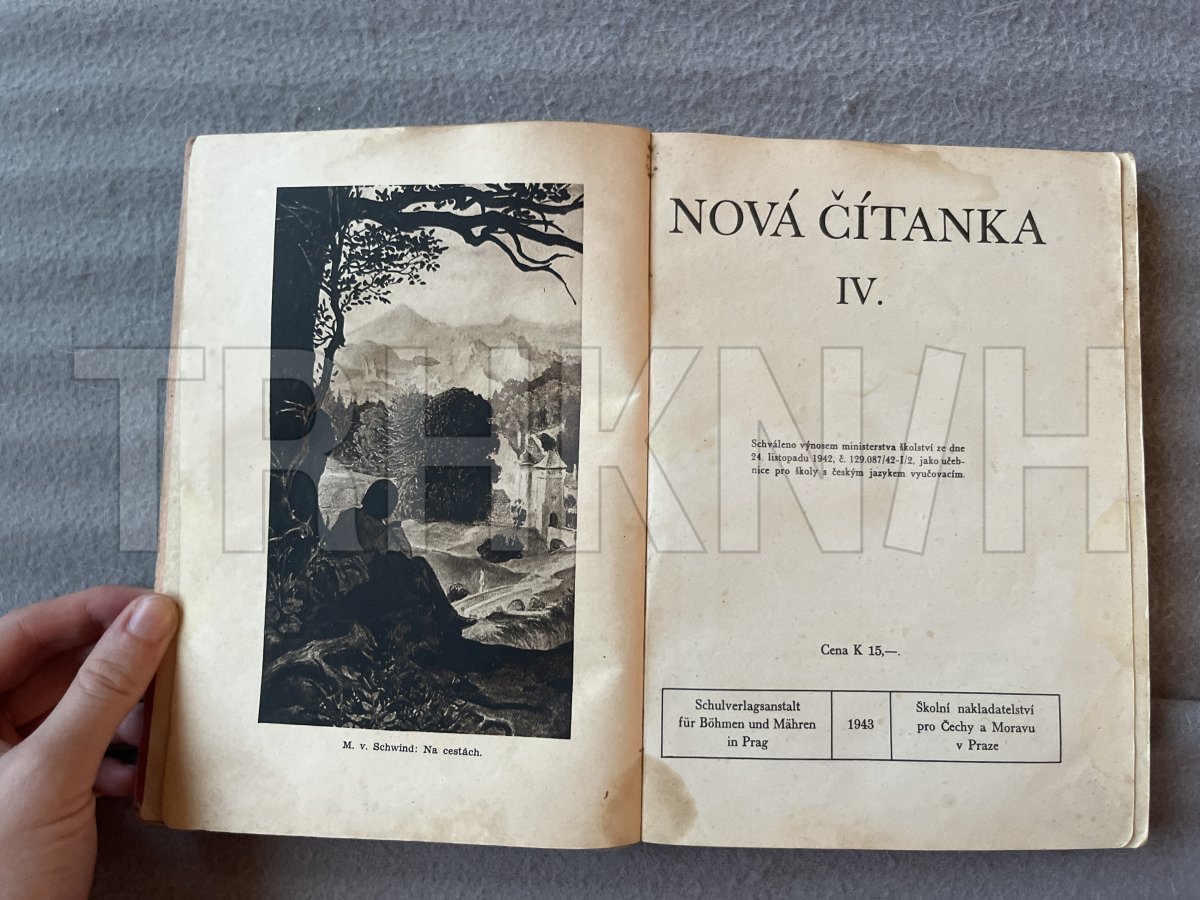 M. v. Schwind: Na cestách.
NOVÁ ČÍTANKA
IV.
Schváleno výnosem ministerstva školství ze dne
24. listopadu 1942, č. 129.087/42-I/2, jako učeb-
nice pro školy s českým jazykem vyučovacím.
Cena K 15,—.
Schulverlagsanstalt
für Böhmen und Mähren
in Prag
1943
Školní nakladatelství
pro Čechy a Moravu
v Praze
TRHKN/H